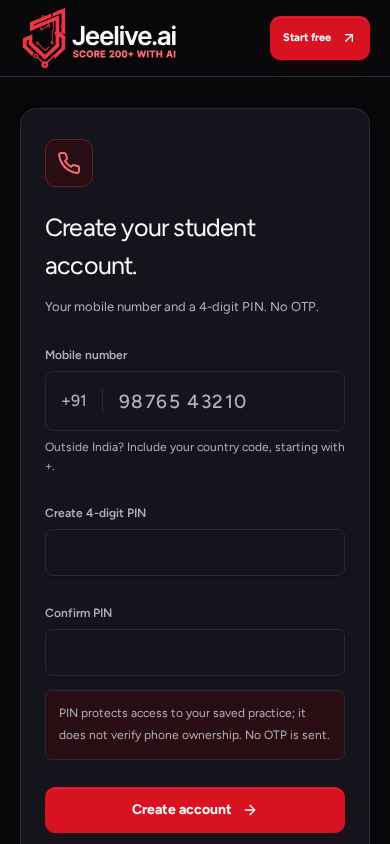 Jeelive.ai
SCORE 200+ WITH AI
Start free
Create your student
account.
Your mobile number and a 4-digit PIN. No OTP.
Mobile number
+91 98765 43210
Outside India? Include your country code, starting with
+.
Create 4-digit PIN
Confirm PIN
PIN protects access to your saved practice; it
does not verify phone ownership. No OTP is sent.
Create account